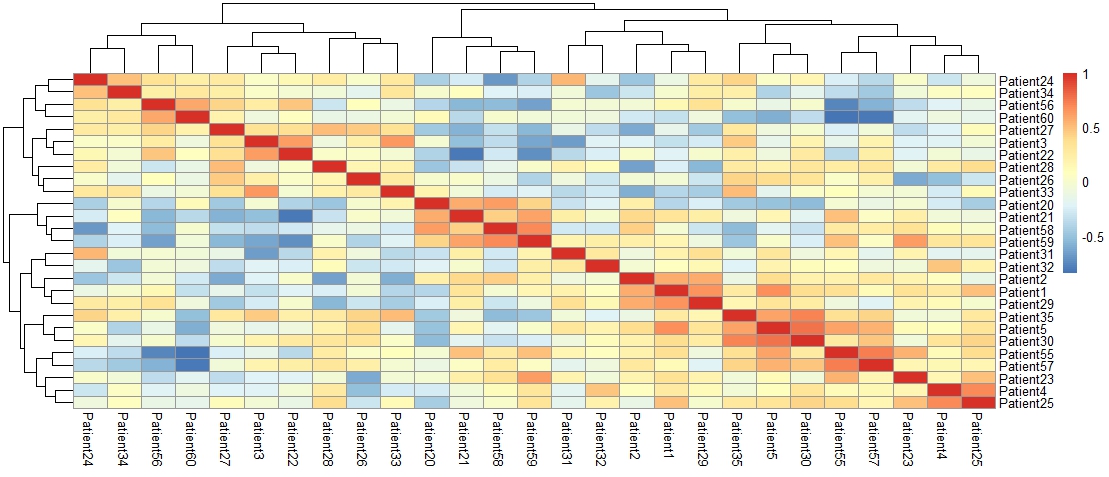 Patient24
Patient34
Patient56
Patient60
Patient27
Patient3
Patient22
Patient28
Patient26
Patient33
Patient20
Patient21
Patient58
Patient59
Patient31
Patient32
Patient2
Patient1
Patient29
Patient35
Patient5
Patient30
Patient55
Patient57
Patient23
Patient4
Patient25
1
0.5
0
-0.5
Patient24
Patient34
Patient56
Patient60
Patient27
Patient3
Patient22
Patient28
Patient26
Patient33
Patient20
Patient21
Patient58
Patient59
Patient31
Patient32
Patient2
Patient1
Patient29
Patient35
Patient5
Patient30
Patient55
Patient57
Patient23
Patient4
Patient25